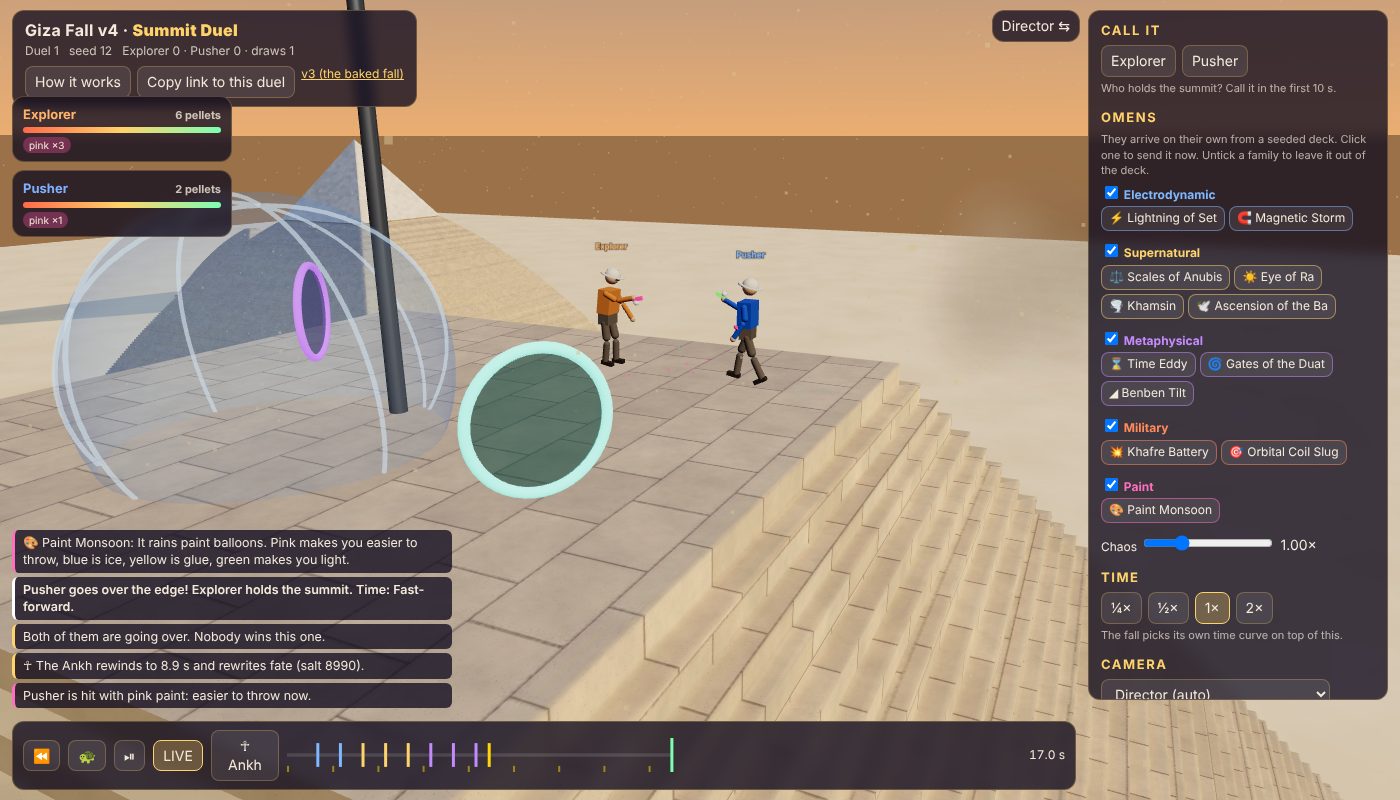 Giza Fall v4 · Summit Duel
Duel 1 seed 12 Explorer 0 · Pusher 0 · draws 1
How it works
Copy link to this duel
v3 (the baked fall)
Explorer
6 pellets
pink ×3
Pusher
2 pellets
pink ×1
Explorer
Pusher
🎨 Paint Monsoon: It rains paint balloons. Pink makes you easier to
throw, blue is ice, yellow is glue, green makes you light.
Pusher goes over the edge! Explorer holds the summit. Time: Fast-
forward.
Both of them are going over. Nobody wins this one.
☥ The Ankh rewinds to 8.9 s and rewrites fate (salt 8990).
Pusher is hit with pink paint: easier to throw now.
LIVE
☥
Ankh
17.0 s
Director ⇆
CALL IT
Explorer
Pusher
Who holds the summit? Call it in the first 10 s.
OMENS
They arrive on their own from a seeded deck. Click
one to send it now. Untick a family to leave it out of
the deck.
Electrodynamic
⚡ Lightning of Set
🧲 Magnetic Storm
Supernatural
⚖️ Scales of Anubis
☀️ Eye of Ra
🌪️ Khamsin
🕊️ Ascension of the Ba
Metaphysical
⌛ Time Eddy
🌀 Gates of the Duat
◢ Benben Tilt
Military
💥 Khafre Battery
🎯 Orbital Coil Slug
Paint
🎨 Paint Monsoon
Chaos
1.00×
TIME
¼×
½×
1×
2×
The fall picks its own time curve on top of this.
CAMERA
Director (auto)